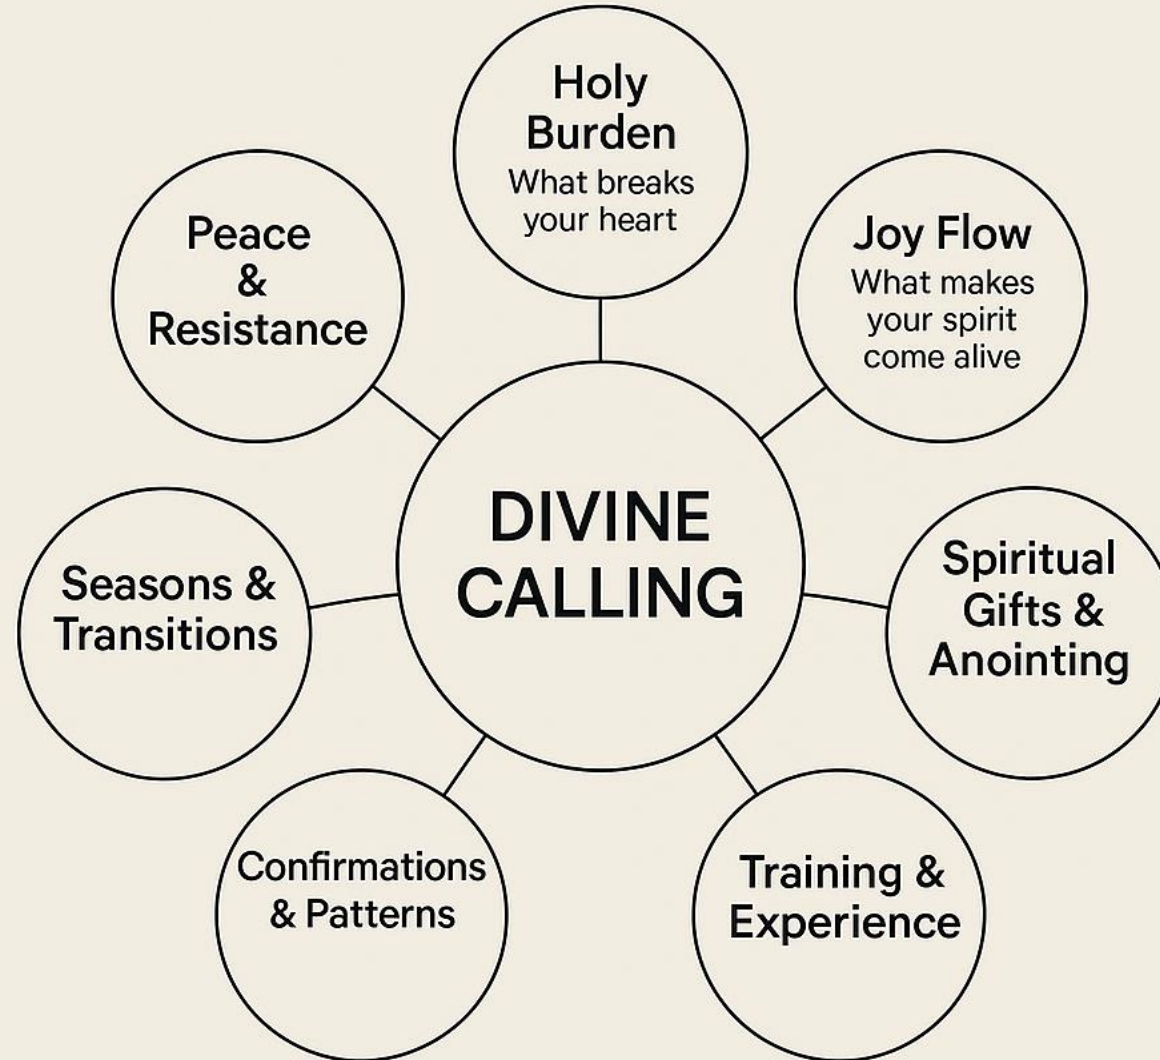 Holy
Burden
What breaks
your heart
Joy Flow
What makes
your spirit
come alive
Spiritual
Gifts &
Anointing
Training &
Experience
Confirmations
& Patterns
Seasons &
Transitions
Peace
&
Resistance
DIVINE
CALLING